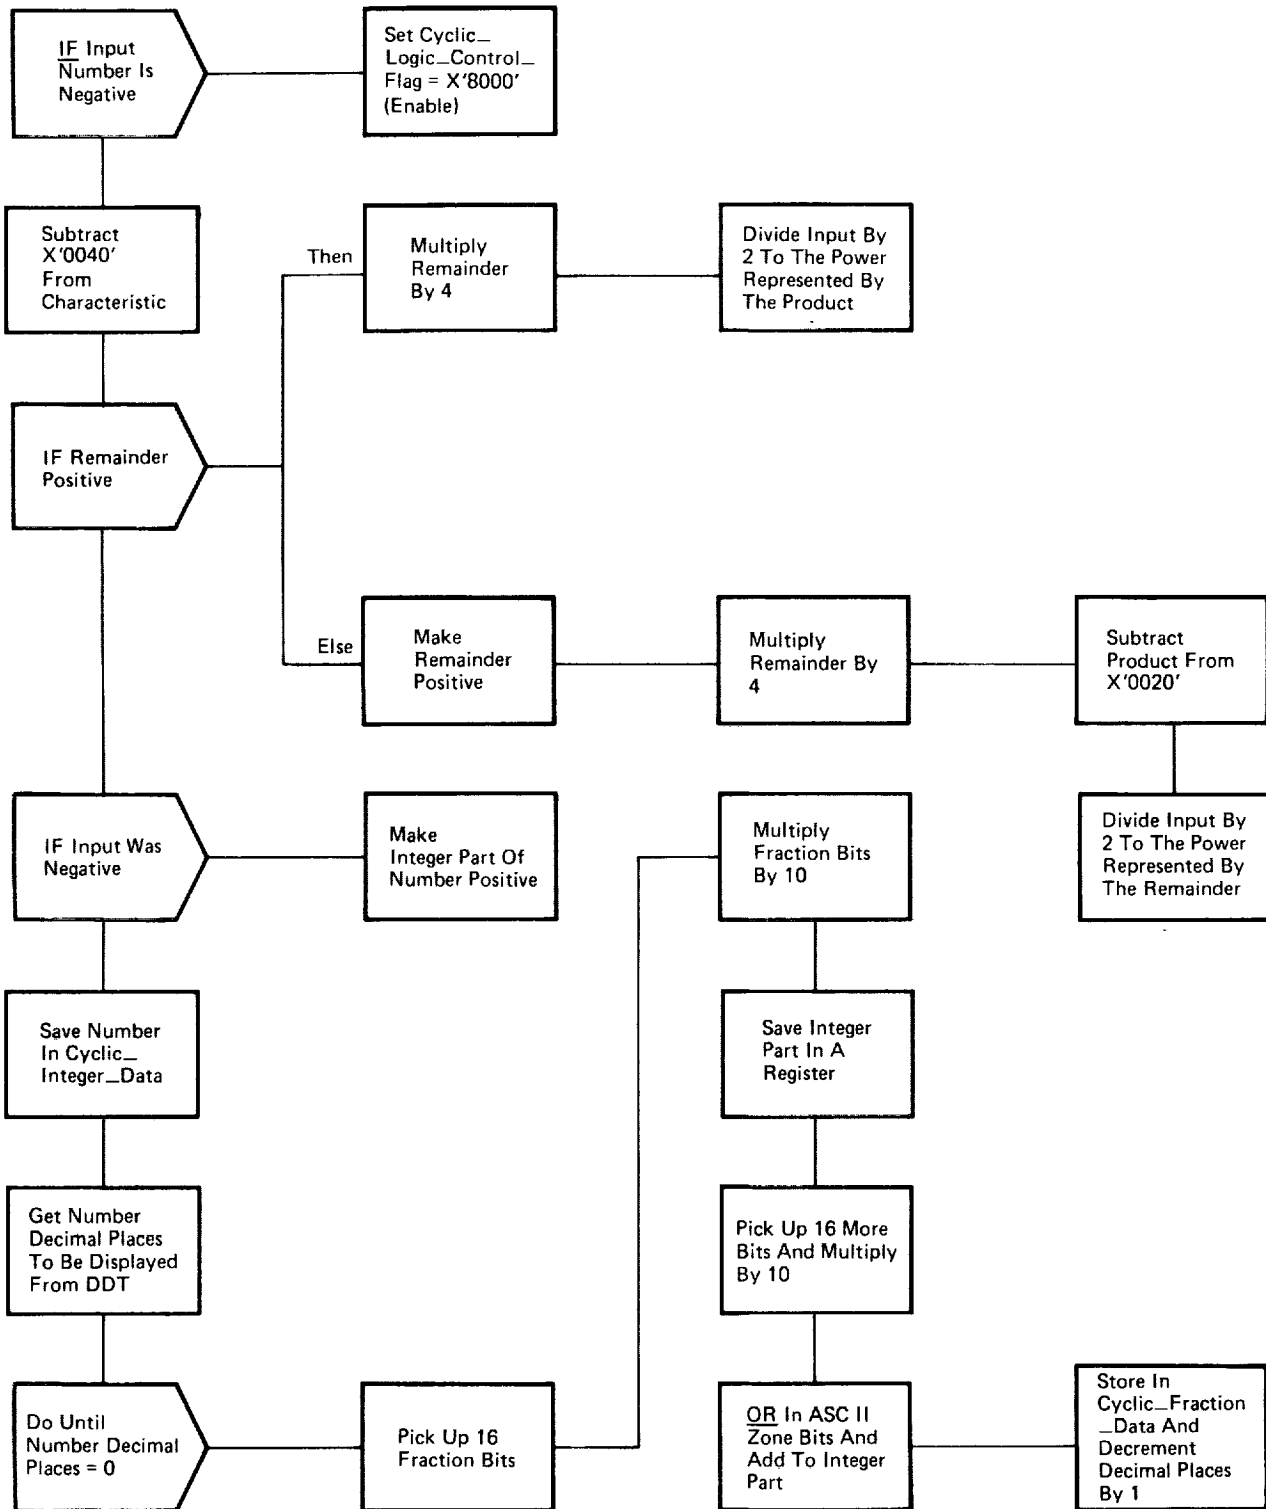 IF Input
Number Is
Negative
Set Cyclic_
Logic_Control_
Flag = X'8000'
(Enable)
Subtract
X'0040'
From
Characteristic
Then
Multiply
Remainder
By 4
Divide Input By
2 To The Power
Represented By
The Product
IF Remainder
Positive
Else
Make
Remainder
Positive
Multiply
Remainder By
4
Subtract
Product From
X'0020'
Divide Input By
2 To The Power
Represented By
The Remainder
IF Input Was
Negative
Make
Integer Part Of
Number Positive
Save Number
In Cyclic_
Integer_Data
Get Number
Decimal Places
To Be Displayed
From DDT
Do Until
Number Decimal
Places = 0
Pick Up 16
Fraction Bits
Multiply
Fraction Bits
By 10
Save Integer
Part In A
Register
Pick Up 16 More
Bits And Multiply
By 10
OR In ASC II
Zone Bits And
Add To Integer
Part
Store In
Cyclic_Fraction
_Data And
Decrement
Decimal Places
By 1